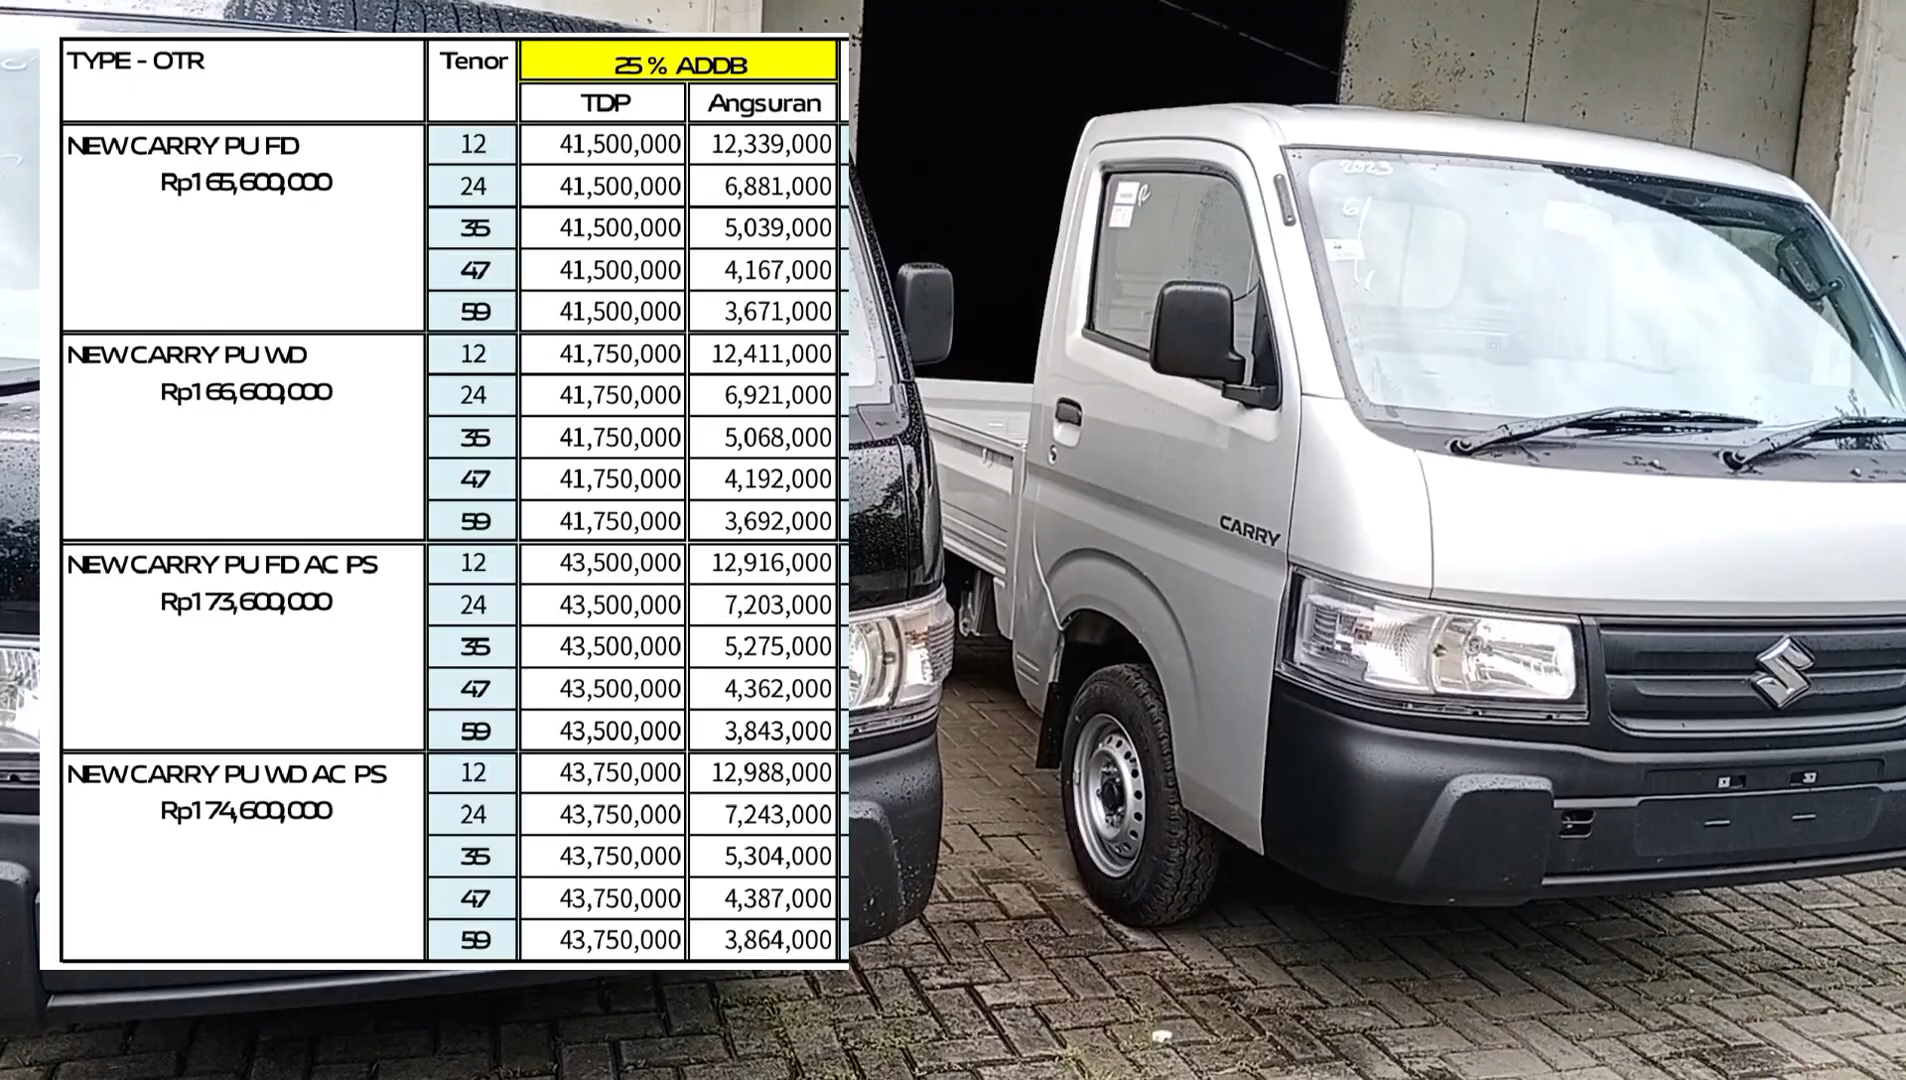 TYPE - OTR Tenor 25 % ADDB
TDP Angsuran
NEW CARRY PU FD 12 41,500,000 12,339,000
Rp165,600,000 24 41,500,000 6,881,000
35 41,500,000 5,039,000
47 41,500,000 4,167,000
59 41,500,000 3,671,000
NEW CARRY PU WD 12 41,750,000 12,411,000
Rp166,600,000 24 41,750,000 6,921,000
35 41,750,000 5,068,000
47 41,750,000 4,192,000
59 41,750,000 3,692,000
NEW CARRY PU FD AC PS 12 43,500,000 12,916,000
Rp173,600,000 24 43,500,000 7,203,000
35 43,500,000 5,275,000
47 43,500,000 4,362,000
59 43,500,000 3,843,000
NEW CARRY PU WD AC PS 12 43,750,000 12,988,000
Rp174,600,000 24 43,750,000 7,243,000
35 43,750,000 5,304,000
47 43,750,000 4,387,000
59 43,750,000 3,864,000
2023
CARRY